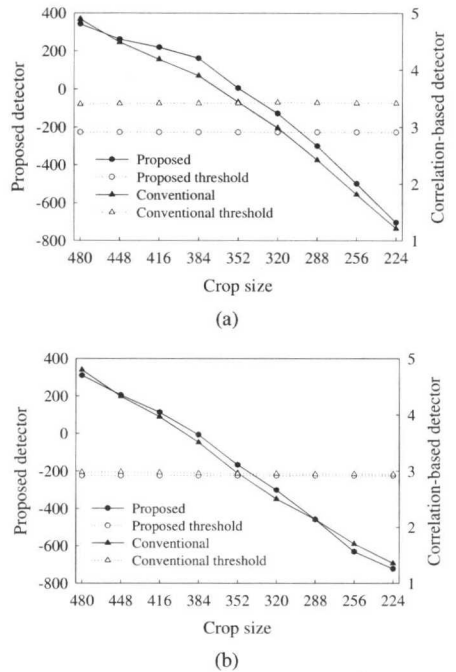 400
200
0
-200
-400
-600
-800
5
4
3
2
1
Proposed detector
Correlation-based detector
Proposed
Proposed threshold
Conventional
Conventional threshold
480 448 416 384 352 320 288 256 224
Crop size
(a)
400
200
0
-200
-400
-600
-800
5
4
3
2
1
Proposed detector
Correlation-based detector
Proposed
Proposed threshold
Conventional
Conventional threshold
480 448 416 384 352 320 288 256 224
Crop size
(b)